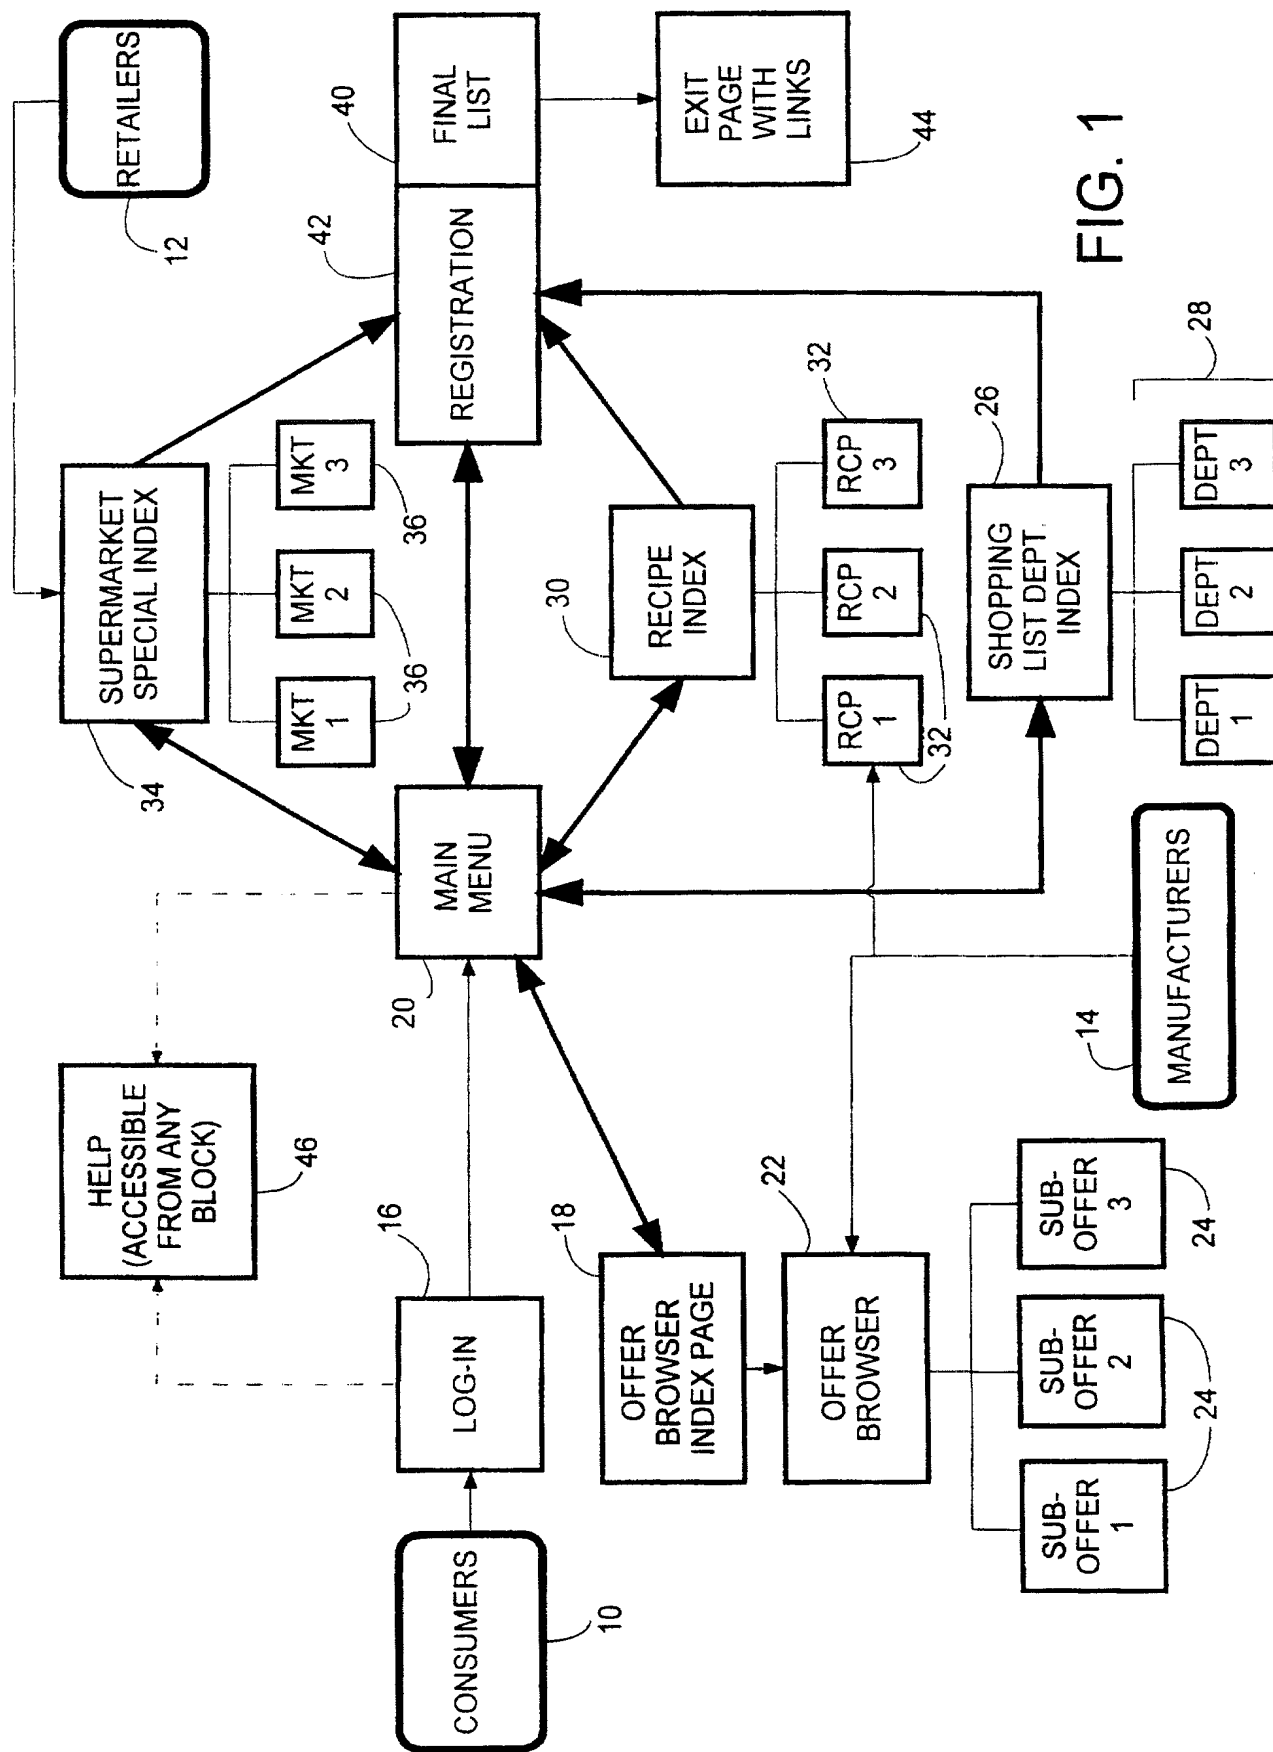 RETAILERS
12
HELP
(ACCESSIBLE
FROM ANY
BLOCK)
46
34
SUPERMARKET
SPECIAL INDEX
MKT
1
MKT
2
MKT
3
36
36
CONSUMERS
10
LOG-IN
16
MAIN
MENU
20
REGISTRATION
42
FINAL
LIST
40
EXIT
PAGE
WITH
LINKS
44
18
OFFER
BROWSER
INDEX PAGE
22
OFFER
BROWSER
SUB-
OFFER
1
SUB-
OFFER
2
SUB-
OFFER
3
24
24
30
RECIPE
INDEX
RCP
1
RCP
2
RCP
3
32
32
26
SHOPPING
LIST DEPT.
INDEX
DEPT
1
DEPT
2
DEPT
3
28
14
MANUFACTURERS
FIG. 1